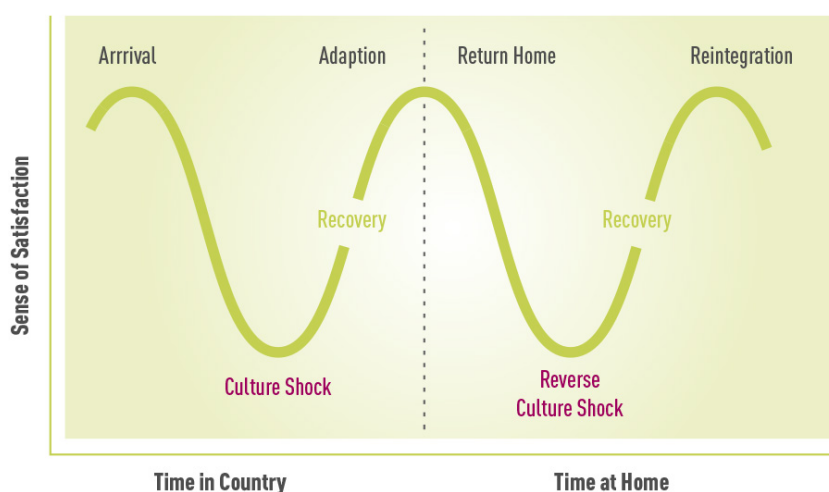 Arrrival
Adaption
Return Home
Reintegration
Sense of Satisfaction
Recovery
Recovery
Culture Shock
Reverse
Culture Shock
Time in Country
Time at Home